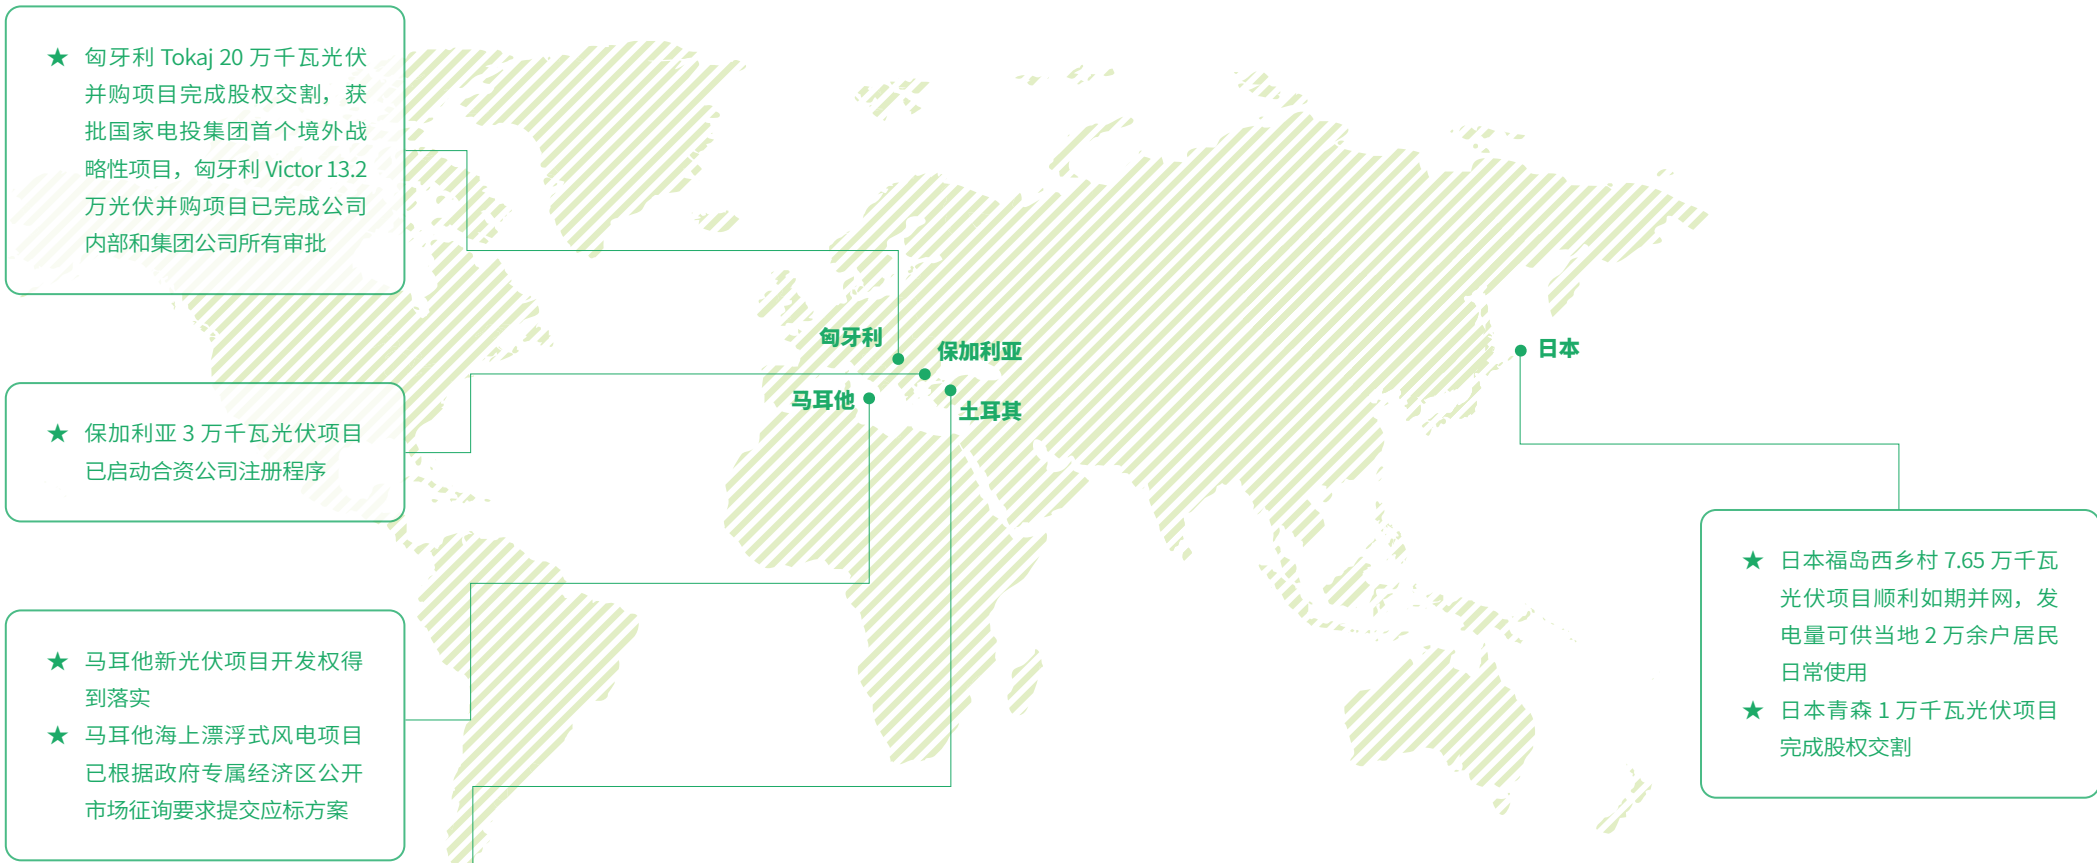 ★ 匈牙利 Tokaj 20 万千瓦光伏
并购项目完成股权交割，获
批国家电投集团首个境外战
略性项目，匈牙利 Victor 13.2
万光伏并购项目已完成公司
内部和集团公司所有审批
匈牙利
保加利亚
日本
马耳他
土耳其
★ 保加利亚 3 万千瓦光伏项目
已启动合资公司注册程序
★ 马耳他新光伏项目开发权得
到落实
★ 马耳他海上漂浮式风电项目
已根据政府专属经济区公开
市场征询要求提交应标方案
★ 日本福岛西乡村 7.65 万千瓦
光伏项目顺利如期并网，发
电量可供当地 2 万余户居民
日常使用
★ 日本青森 1 万千瓦光伏项目
完成股权交割